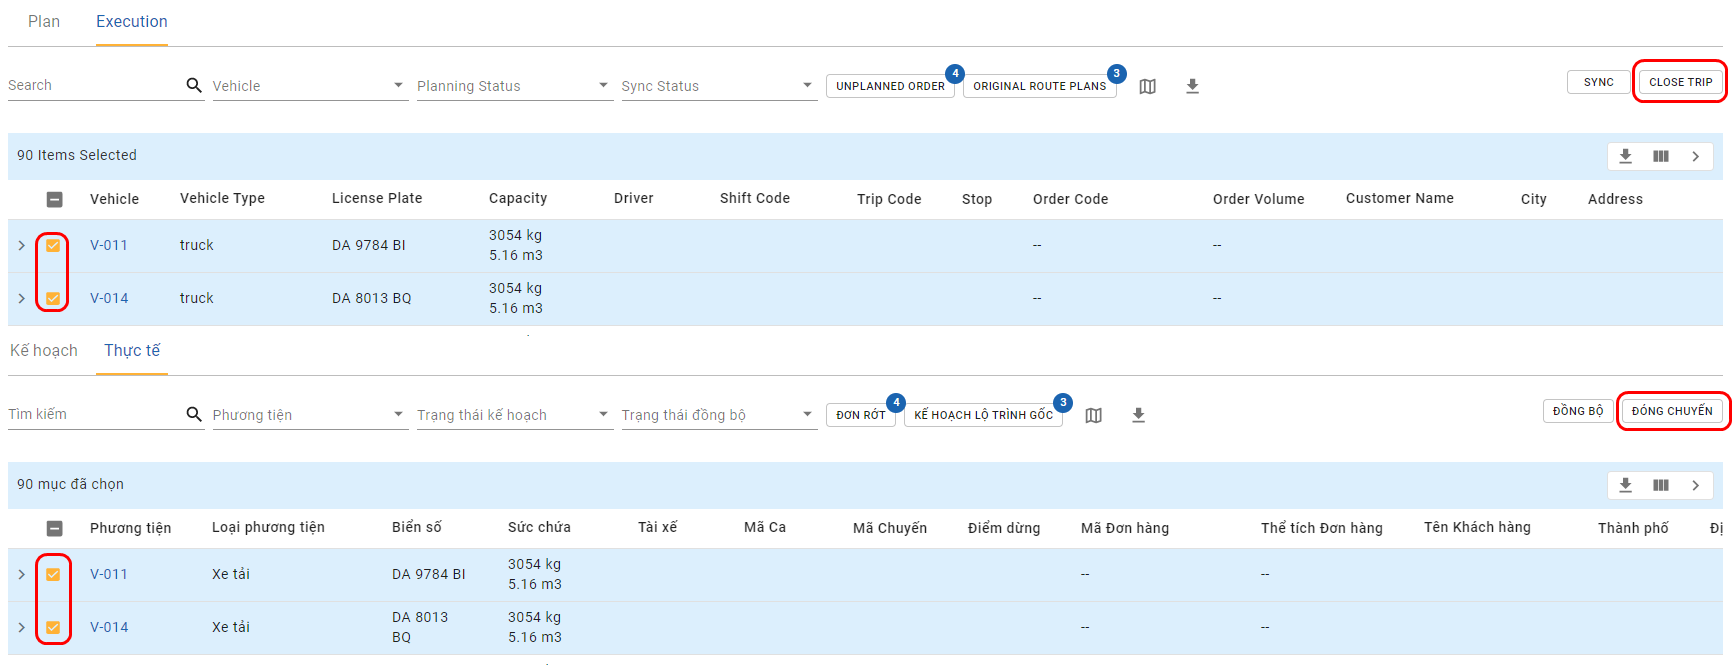 Plan Execution
Search Vehicle Planning Status Sync Status UNPLANNED ORDER 4 ORIGINAL ROUTE PLANS 3 SYNC CLOSE TRIP
90 Items Selected
Vehicle Vehicle Type License Plate Capacity Driver Shift Code Trip Code Stop Order Code Order Volume Customer Name City Address
V-011 truck DA 9784 BI 3054 kg -- --
5.16 m3
V-014 truck DA 8013 BQ 3054 kg -- --
5.16 m3
Kế hoạch Thực tế
Tìm kiếm Phương tiện Trạng thái kế hoạch Trạng thái đồng bộ ĐƠN RỚT 4 KẾ HOẠCH LỘ TRÌNH GỐC 3 ĐỒNG BỘ ĐÓNG CHUYẾN
90 mục đã chọn
Phương tiện Loại phương tiện Biển số Sức chứa Tài xế Mã Ca Mã Chuyến Điểm dừng Mã Đơn hàng Thể tích Đơn hàng Tên Khách hàng Thành phố Đị
V-011 Xe tải DA 9784 BI 3054 kg -- --
5.16 m3
V-014 Xe tải DA 8013 3054 kg -- --
BQ 5.16 m3